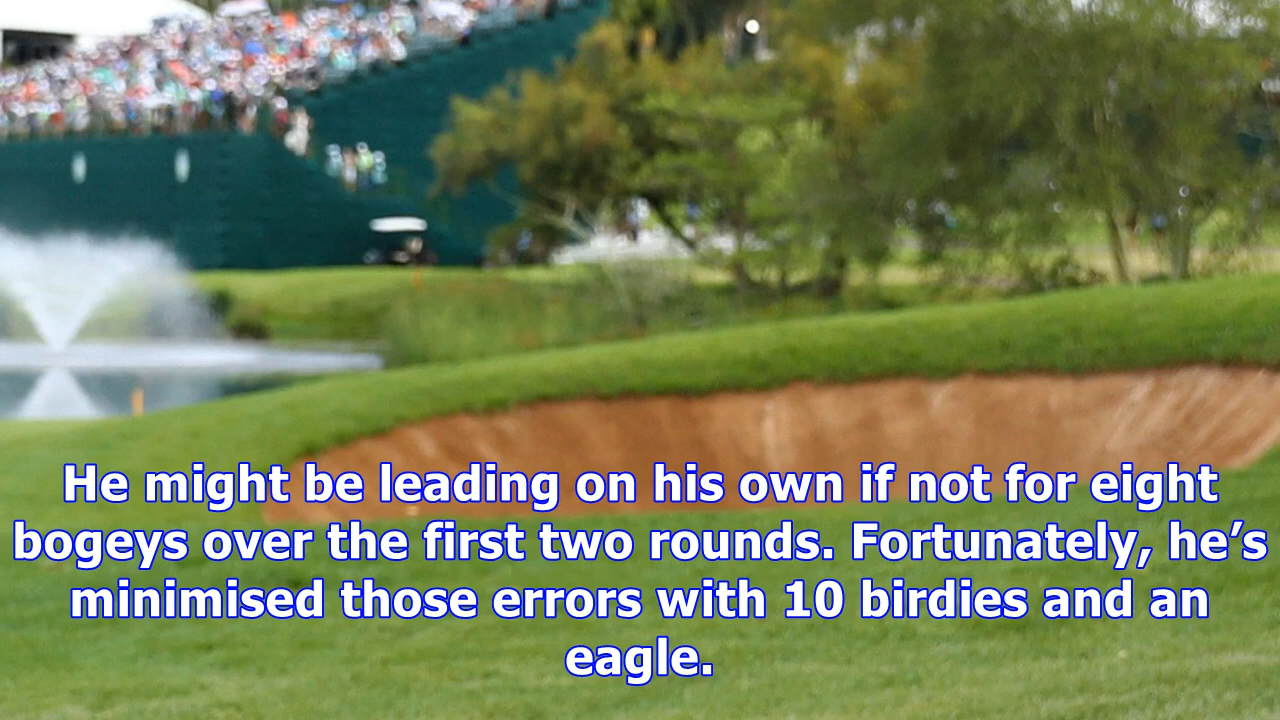 He might be leading on his own if not for eight
bogeys over the first two rounds. Fortunately, he’s
minimised those errors with 10 birdies and an
eagle.